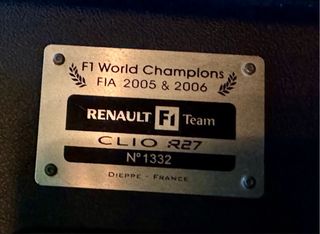 F1 World Champions
FIA 2005 & 2006
RENAULT F1 Team
CLIO R27
N°1332
DIEPPE - FRANCE